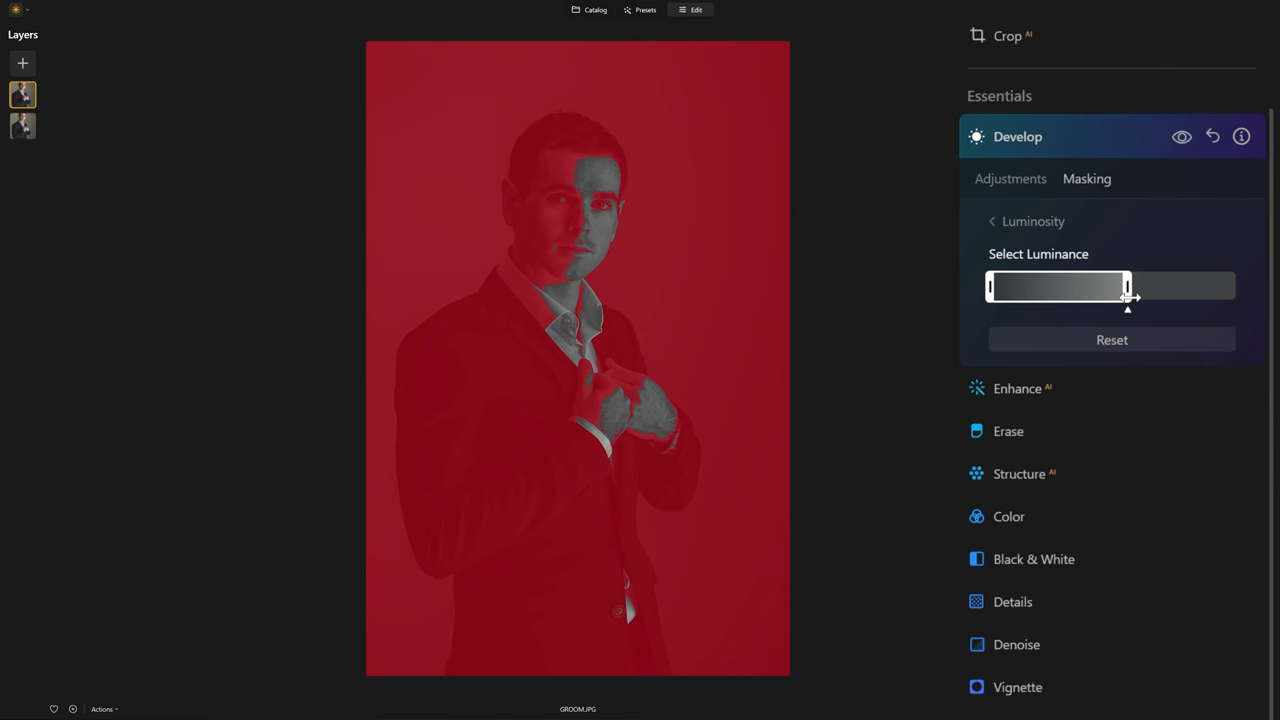 Catalog
Presets
Edit
Layers
Crop AI
Essentials
Develop
Adjustments
Masking
Luminosity
Select Luminance
Reset
Enhance AI
Erase
Structure AI
Color
Black & White
Details
Denoise
Vignette
Actions
GROOM.JPG